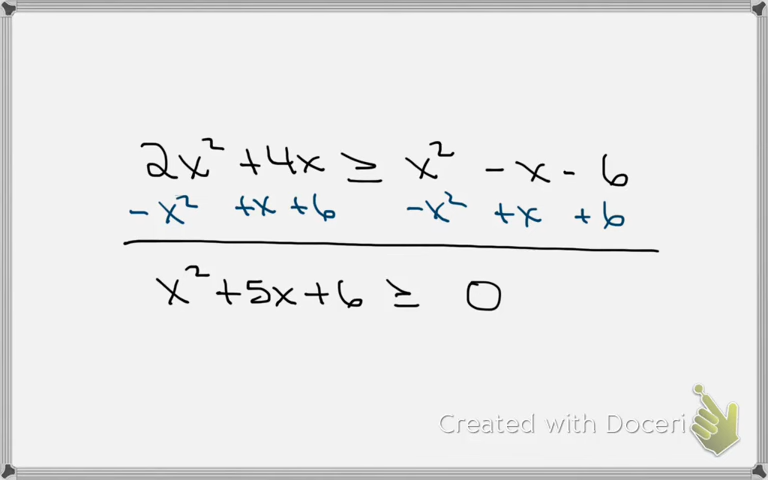 2x² + 4x ≥ x² - x - 6
- x² + x + 6 - x² + x + 6
x² + 5x + 6 ≥ 0
Created with Doceri